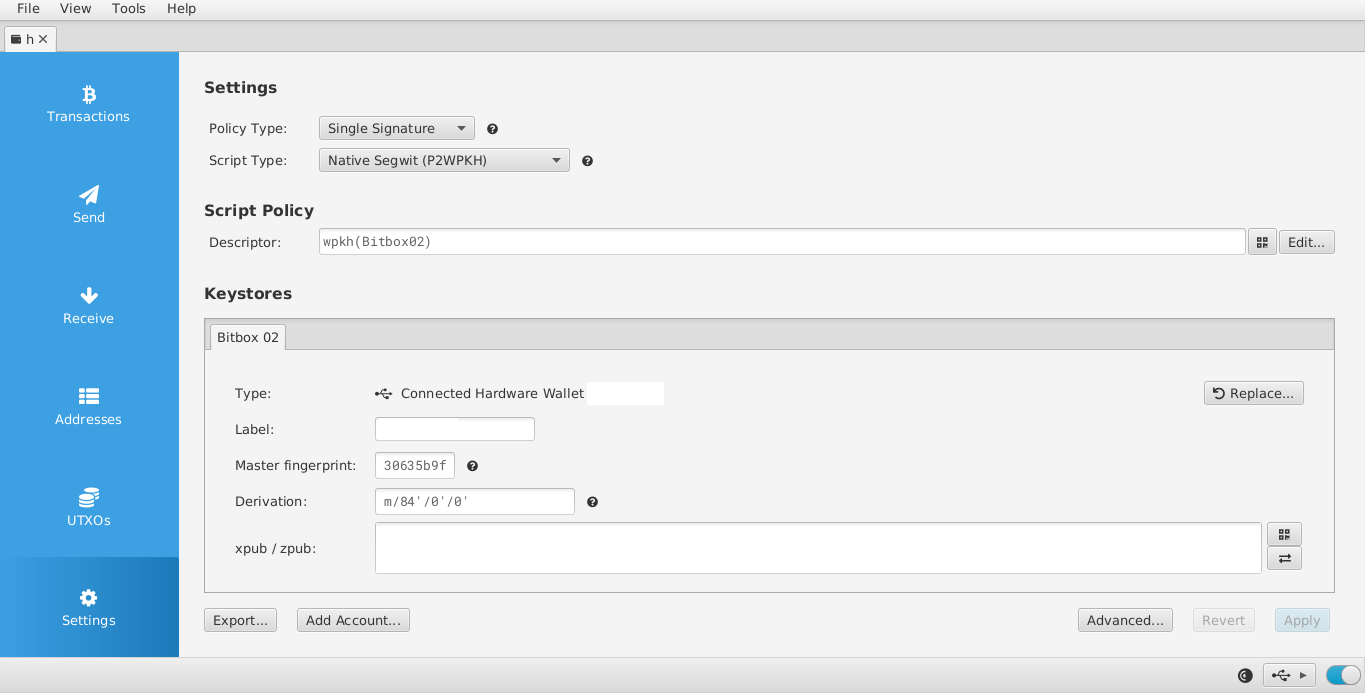 File View Tools Help
h
Transactions
Send
Receive
Addresses
UTXOs
Settings
Settings
Policy Type: Single Signature
Script Type: Native Segwit (P2WPKH)
Script Policy
Descriptor: wpkh(Bitbox02) Edit...
Keystores
Bitbox 02
Type: Connected Hardware Wallet Replace...
Label:
Master fingerprint: 30635b9f
Derivation: m/84'/0'/0'
xpub / zpub:
Export... Add Account... Advanced... Revert Apply